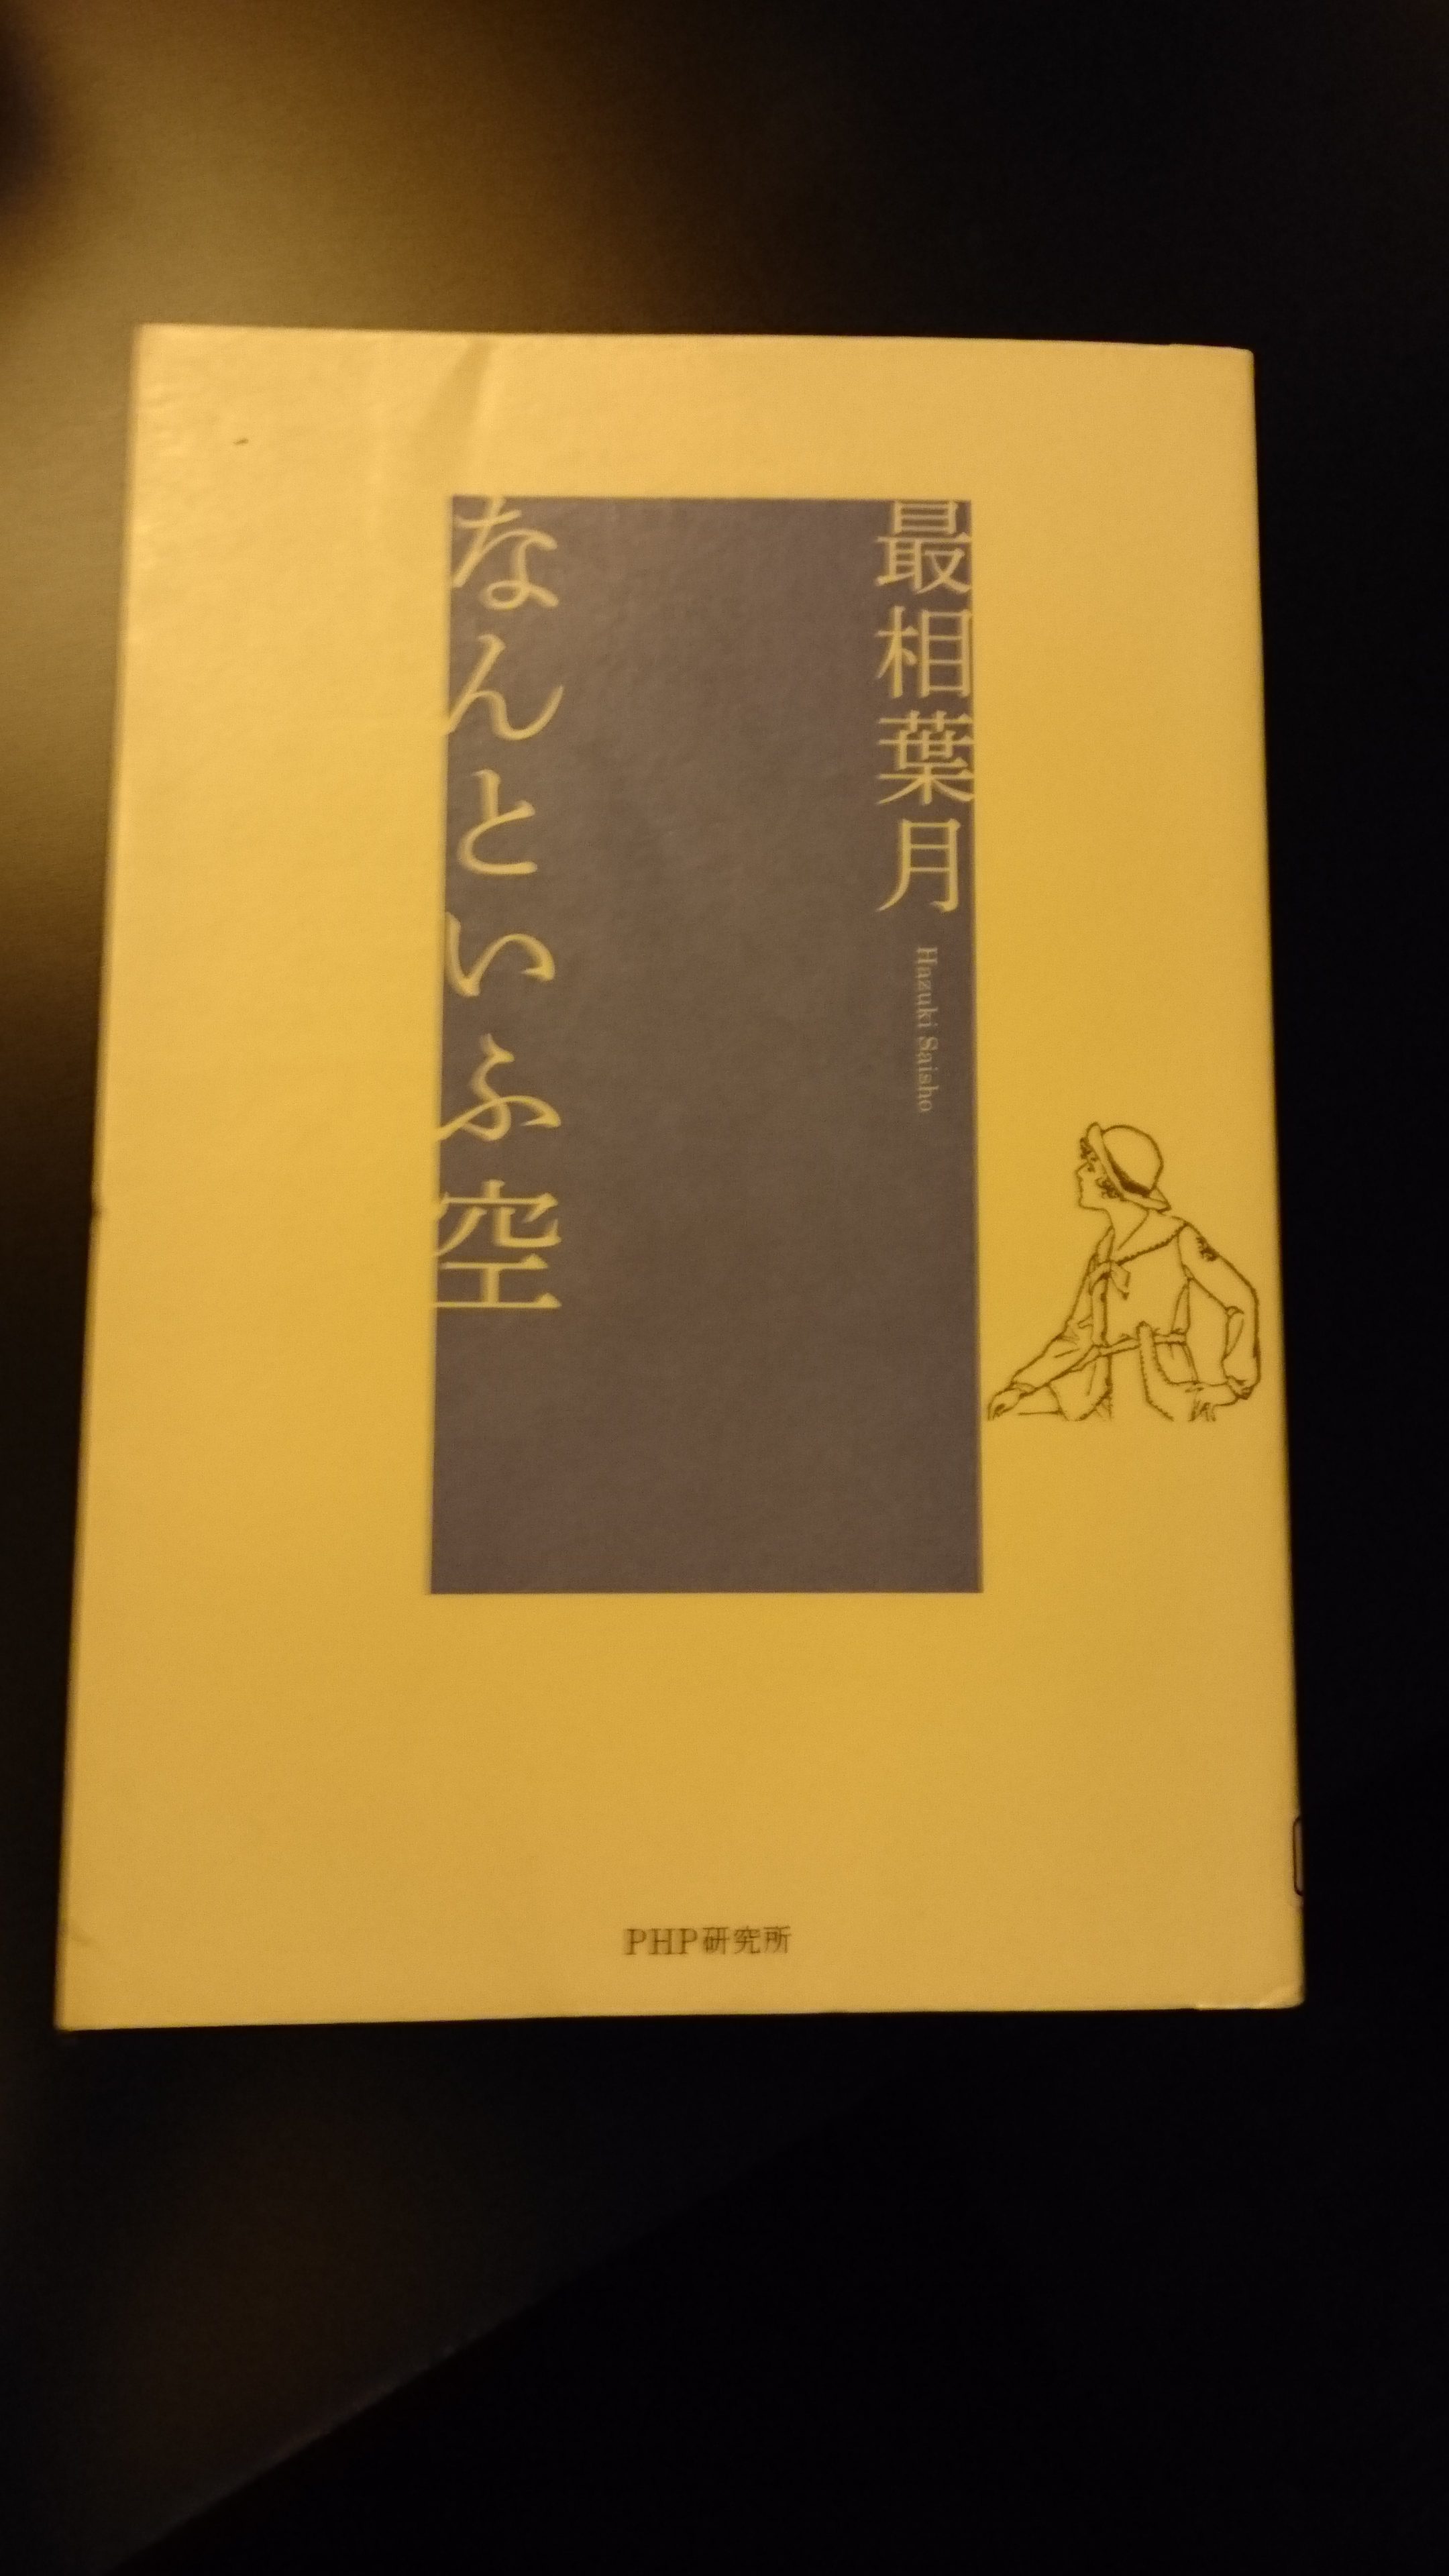 最相葉月
Hazuki Saisho
なんといふ空
PHP研究所